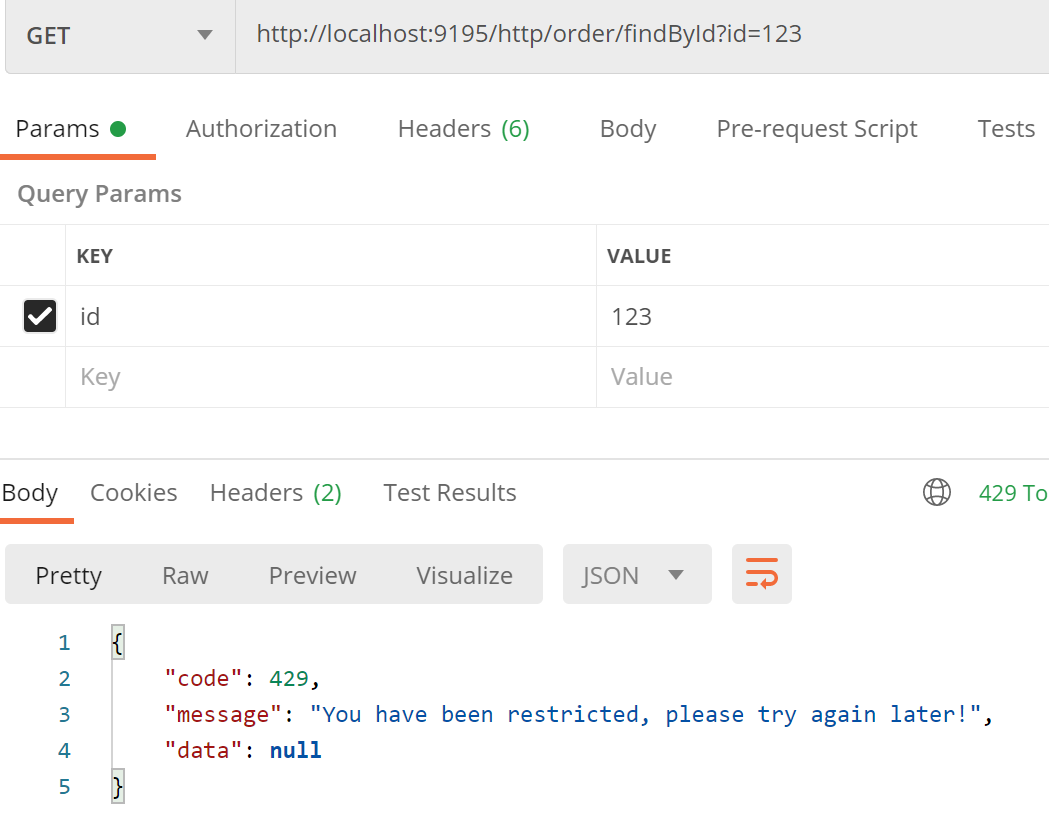 GET http://localhost:9195/http/order/findById?id=123
Params Authorization Headers (6) Body Pre-request Script Tests
Query Params
KEY VALUE
id 123
Key Value
Body Cookies Headers (2) Test Results 429 To
Pretty Raw Preview Visualize JSON
1 {
2 "code": 429,
3 "message": "You have been restricted, please try again later!",
4 "data": null
5 }